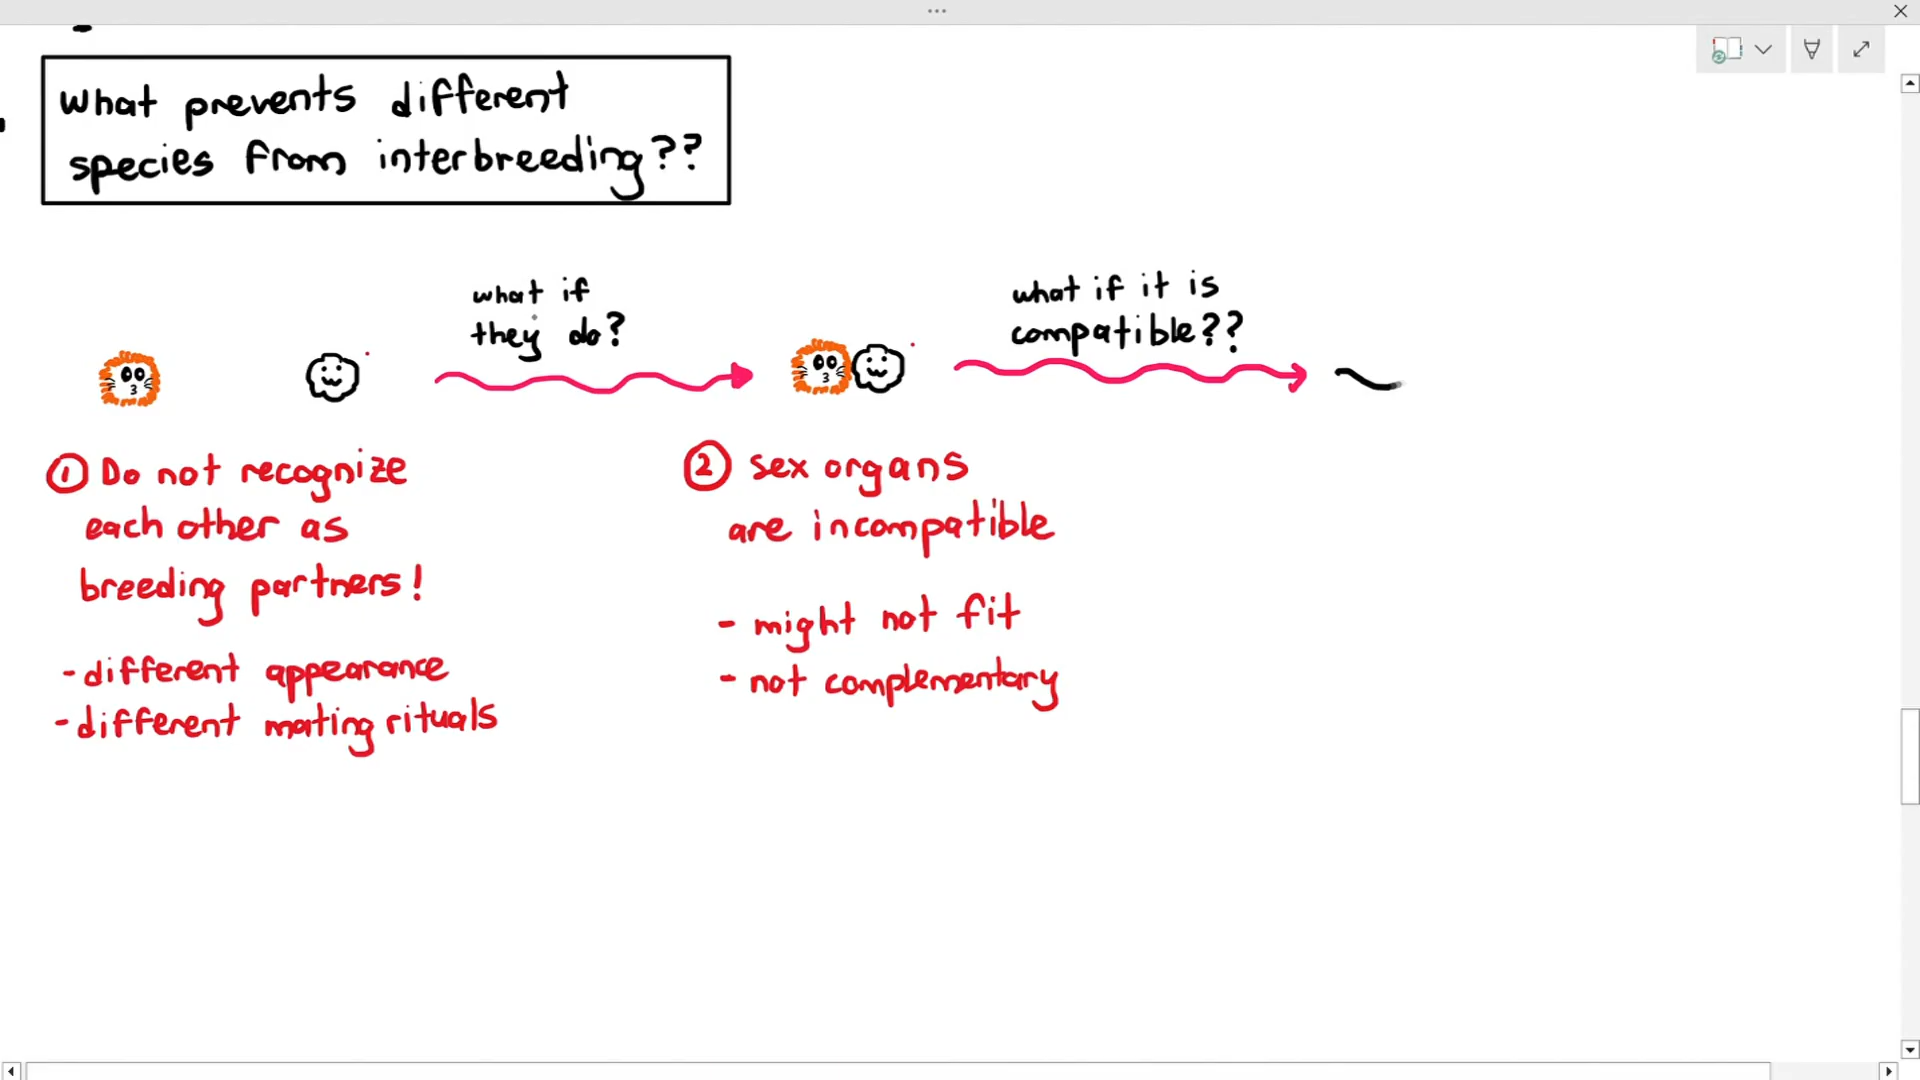 What prevents different
species from interbreeding??
what if
they do?
what if it is
compatible??
① Do not recognize
each other as
breeding partners!
- different appearance
- different mating rituals
② sex organs
are incompatible
- might not fit
- not complementary